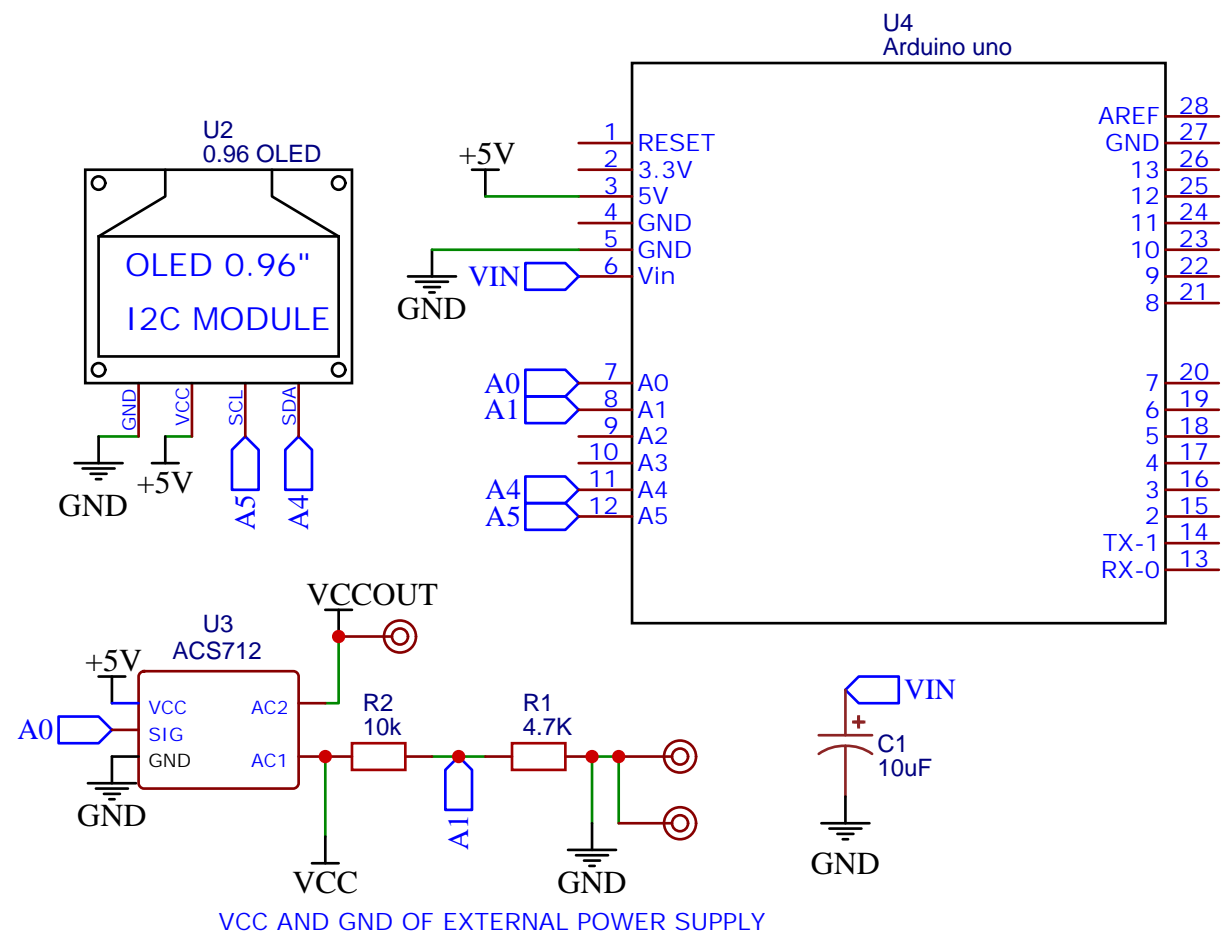 U4
Arduino uno
1 RESET
2 3.3V
+5V
3 5V
4 GND
5 GND
GND
VIN 6 Vin
A0 7 A0
A1 8 A1
9 A2
10 A3
A4 11 A4
A5 12 A5
AREF 28
GND 27
13 26
12 25
11 24
10 23
9 22
8 21
7 20
6 19
5 18
4 17
3 16
2 15
TX-1 14
RX-0 13
U2
0.96 OLED
OLED 0.96"
I2C MODULE
GND
VCC
SCL
SDA
GND
+5V
A5
A4
VCCOUT
U3
ACS712
+5V
VCC
AC2
A0
SIG
GND
AC1
GND
R2
10k
R1
4.7K
A1
VCC
GND
VCC AND GND OF EXTERNAL POWER SUPPLY
VIN
+
C1
10uF
GND